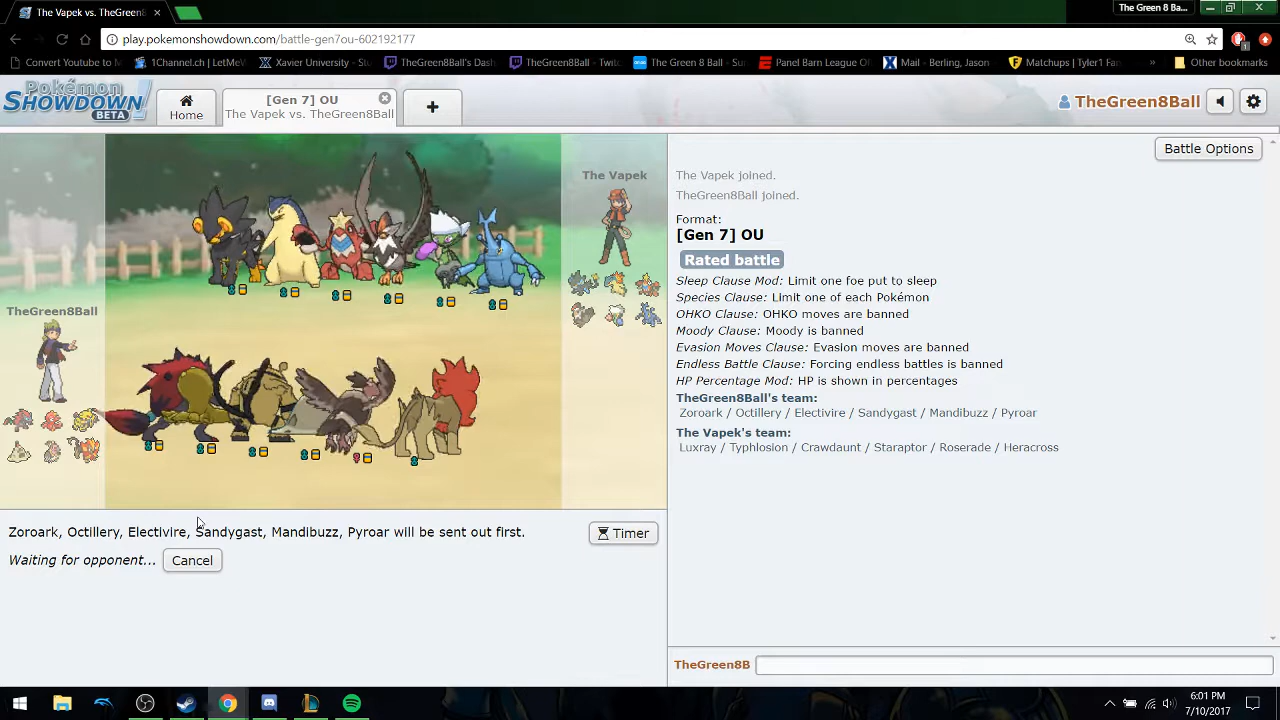 The Vapek vs. TheGreen8
The Green 8 Ba...
play.pokemonshowdown.com/battle-gen7ou-602192177
Convert Youtube to M
1Channel.ch | LetMeW
Xavier University - Stu
TheGreen8Ball's Dash
TheGreen8Ball - Twitc
The Green 8 Ball - Sur
Panel Barn League Of
Mail - Berling, Jason -
Matchups | Tyler1 Fan
»
Other bookmarks
Pokémon
SHOWDOWN!
BETA
Home
[Gen 7] OU
The Vapek vs. TheGreen8Ball
TheGreen8Ball
Battle Options
The Vapek
TheGreen8Ball
The Vapek joined.
TheGreen8Ball joined.
Format:
[Gen 7] OU
Rated battle
Sleep Clause Mod: Limit one foe put to sleep
Species Clause: Limit one of each Pokémon
OHKO Clause: OHKO moves are banned
Moody Clause: Moody is banned
Evasion Moves Clause: Evasion moves are banned
Endless Battle Clause: Forcing endless battles is banned
HP Percentage Mod: HP is shown in percentages
TheGreen8Ball's team:
Zoroark / Octillery / Electivire / Sandygast / Mandibuzz / Pyroar
The Vapek's team:
Luxray / Typhlosion / Crawdaunt / Staraptor / Roserade / Heracross
Zoroark, Octillery, Electivire, Sandygast, Mandibuzz, Pyroar will be sent out first.
Timer
Waiting for opponent...
Cancel
TheGreen8B
6:01 PM
7/10/2017